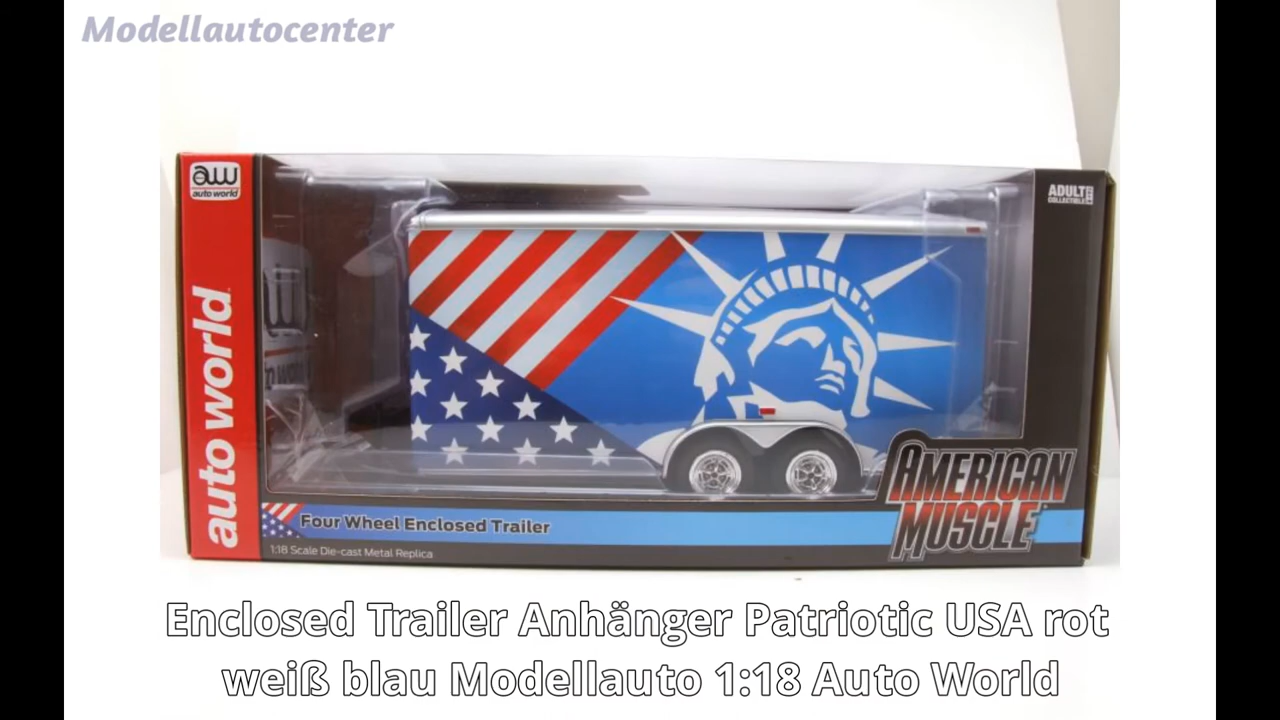 Modellautocenter
aw
auto world
ADULT
COLLECTIBLE
auto world
AMERICAN
MUSCLE
Four Wheel Enclosed Trailer
1:18 Scale Die-cast Metal Replica
Enclosed Trailer Anhänger Patriotic USA rot
weiß blau Modellauto 1:18 Auto World